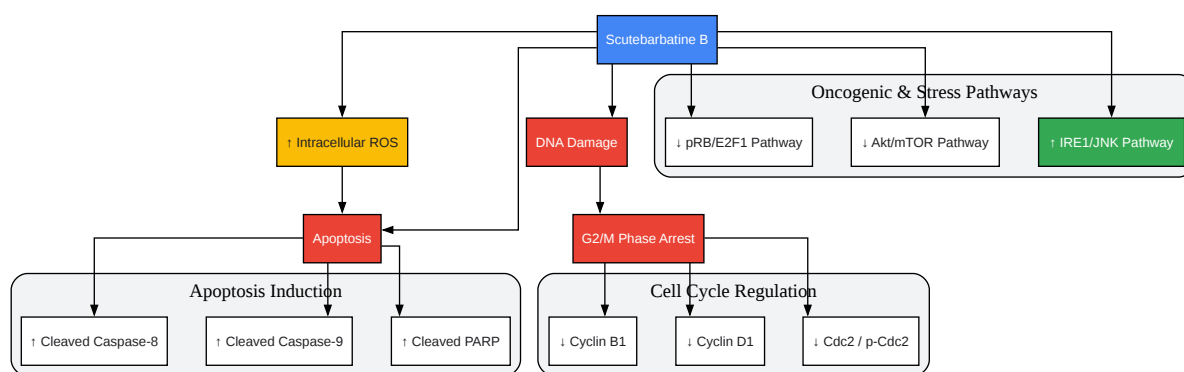 Scutebarbatine B
Oncogenic & Stress Pathways
↑ Intracellular ROS
DNA Damage
↓ pRB/E2F1 Pathway
↓ Akt/mTOR Pathway
↑ IRE1/JNK Pathway
Apoptosis
G2/M Phase Arrest
Apoptosis Induction
Cell Cycle Regulation
↑ Cleaved Caspase-8
↑ Cleaved Caspase-9
↑ Cleaved PARP
↓ Cyclin B1
↓ Cyclin D1
↓ Cdc2 / p-Cdc2